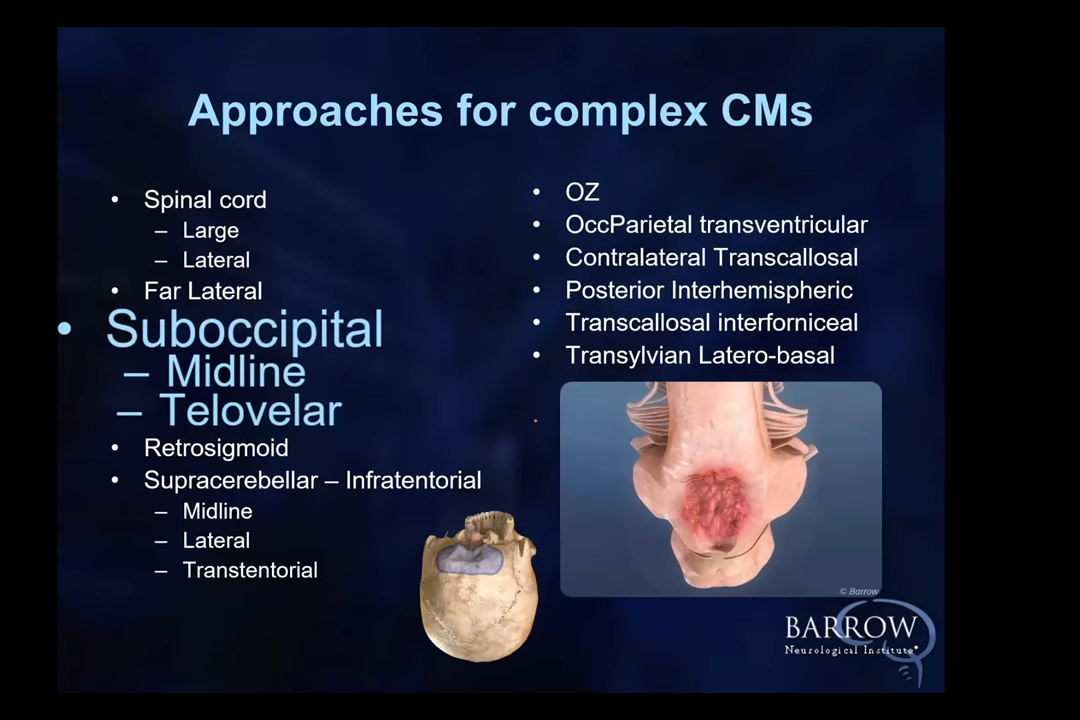 Approaches for complex CMs
• Spinal cord
– Large
– Lateral
• Far Lateral
• Suboccipital
– Midline
– Telovelar
• Retrosigmoid
• Supracerebellar – Infratentorial
– Midline
– Lateral
– Transtentorial
• OZ
• OccParietal transventricular
• Contralateral Transcallosal
• Posterior Interhemispheric
• Transcallosal interforniceal
• Transylvian Latero-basal
© Barrow
BARROW
Neurological Institute®